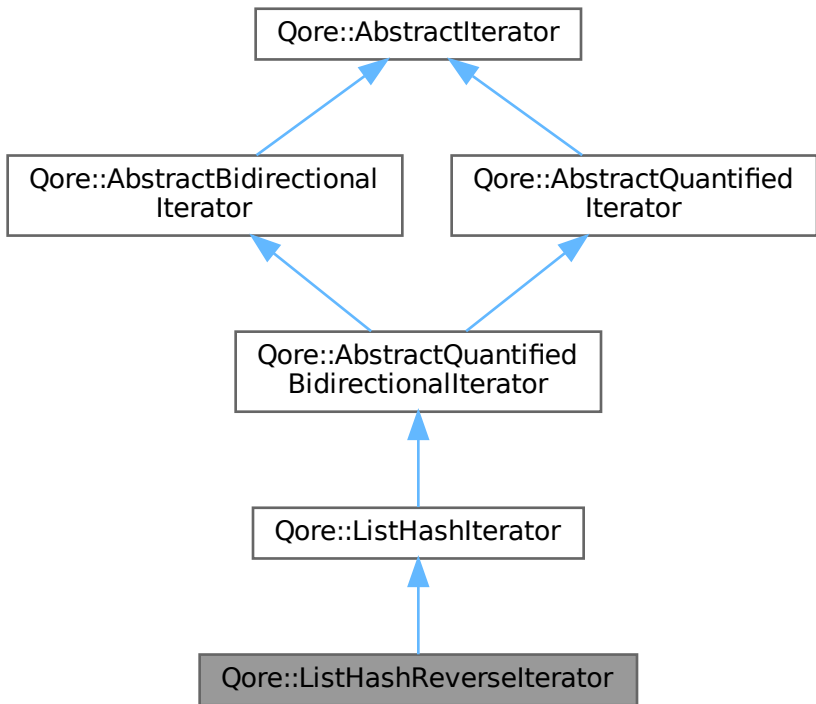 Qore::AbstractIterator
Qore::AbstractBidirectional
Iterator
Qore::AbstractQuantified
Iterator
Qore::AbstractQuantified
BidirectionalIterator
Qore::ListHashIterator
Qore::ListHashReverseIterator